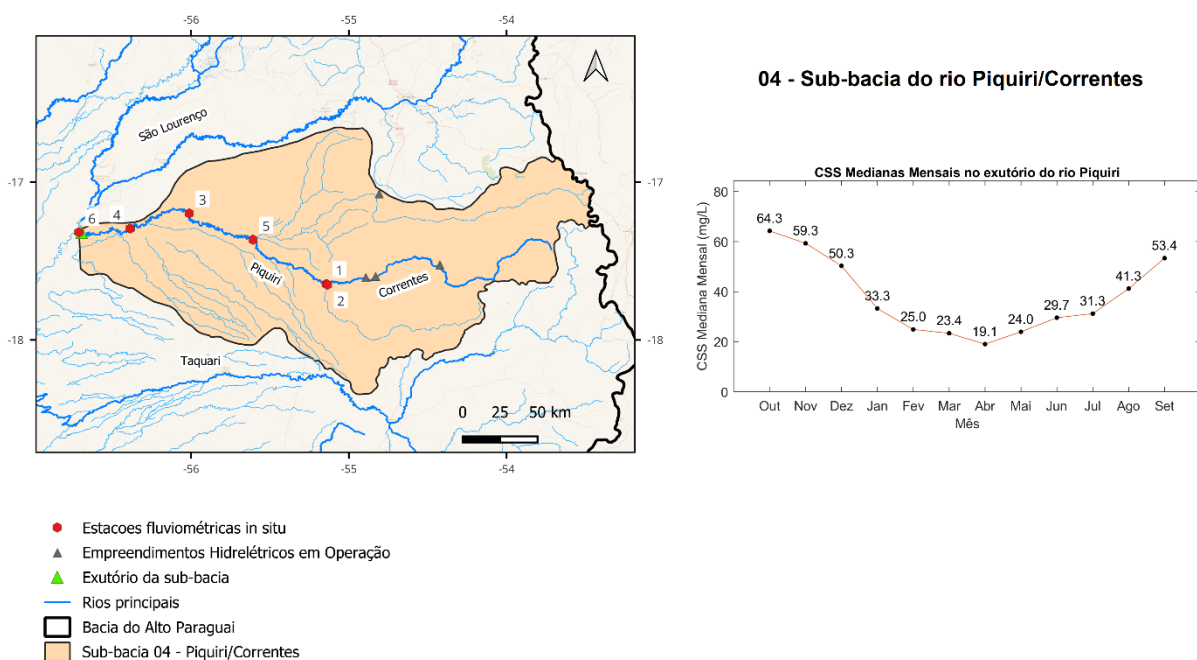 -56
-55
-54
-17
-18
-17
-18
-56
-55
-54
São Lourenço
6
4
3
5
1
2
Piquiri
Correntes
Taquari
0 25 50 km
Estacoes fluviométricas in situ
Empreendimentos Hidrelétricos em Operação
Exutório da sub-bacia
Rios principais
Bacia do Alto Paraguai
Sub-bacia 04 - Piquiri/Correntes
04 - Sub-bacia do rio Piquiri/Correntes
CSS Medianas Mensais no exutório do rio Piquiri
CSS Mediana Mensal (mg/L)
80
60
40
20
0
64.3
59.3
50.3
33.3
25.0
23.4
19.1
24.0
29.7
31.3
41.3
53.4
Out Nov Dez Jan Fev Mar Abr Mai Jun Jul Ago Set
Mês